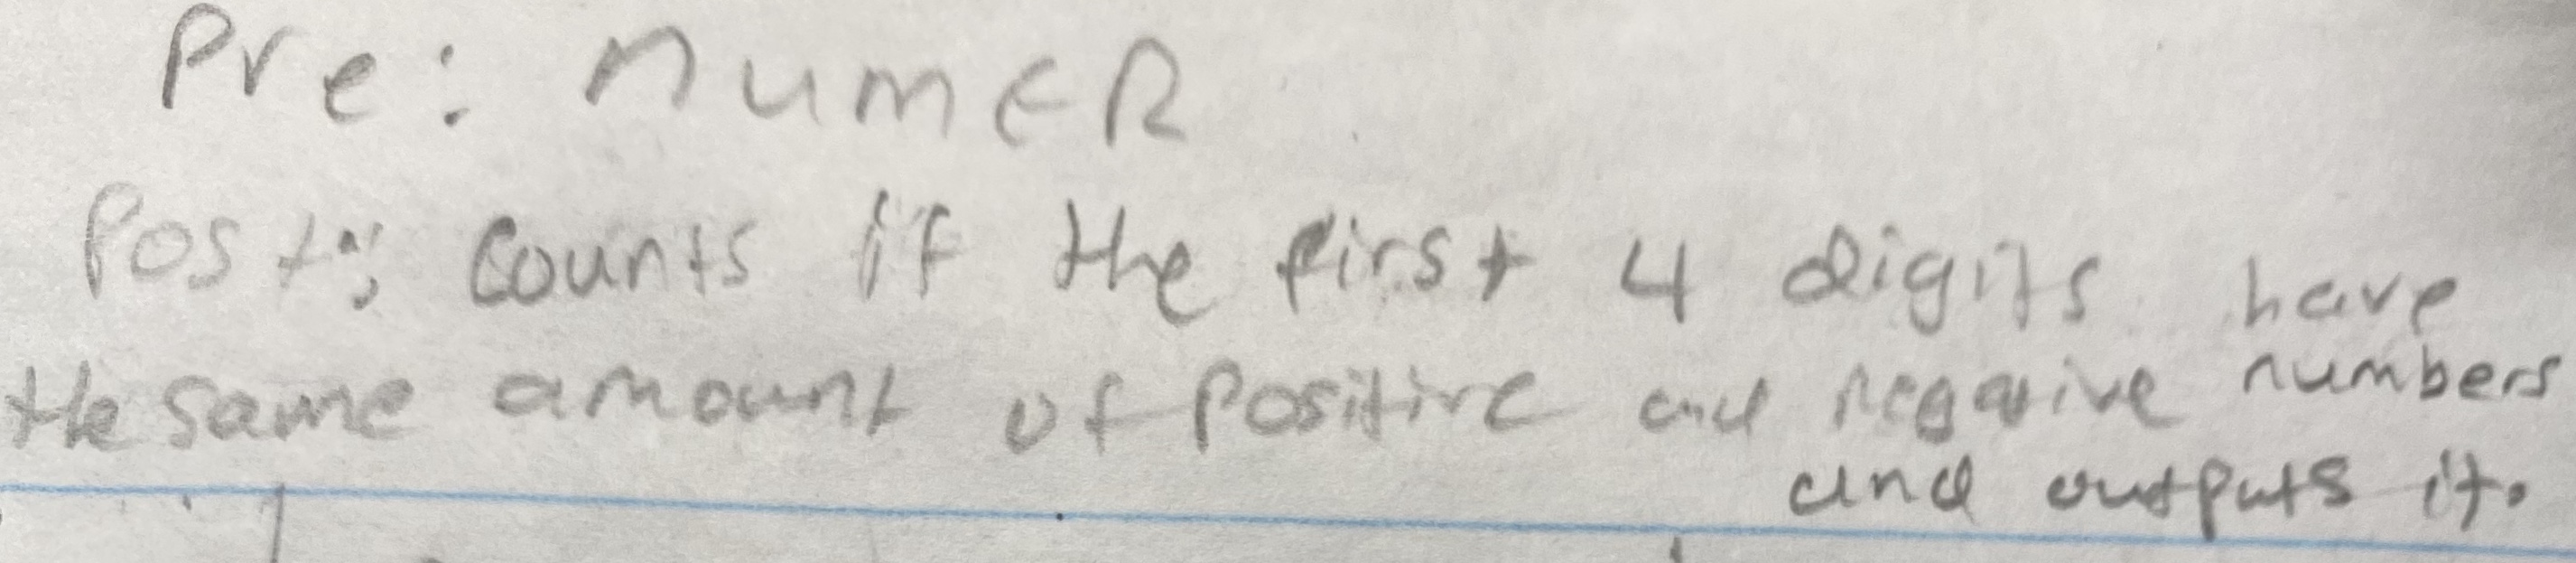 Pre: num ∈ R
Post: Counts if the first 4 digits have
the same amount of positive and negative numbers
and outputs it.